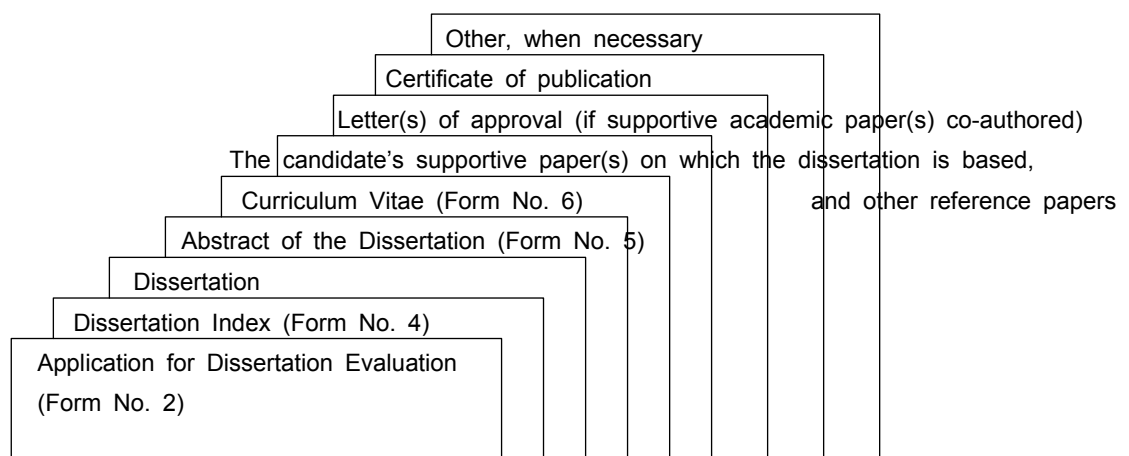 Other, when necessary
Certificate of publication
Letter(s) of approval (if supportive academic paper(s) co-authored)
The candidate's supportive paper(s) on which the dissertation is based,
and other reference papers
Curriculum Vitae (Form No. 6)
Abstract of the Dissertation (Form No. 5)
Dissertation
Dissertation Index (Form No. 4)
Application for Dissertation Evaluation
(Form No. 2)